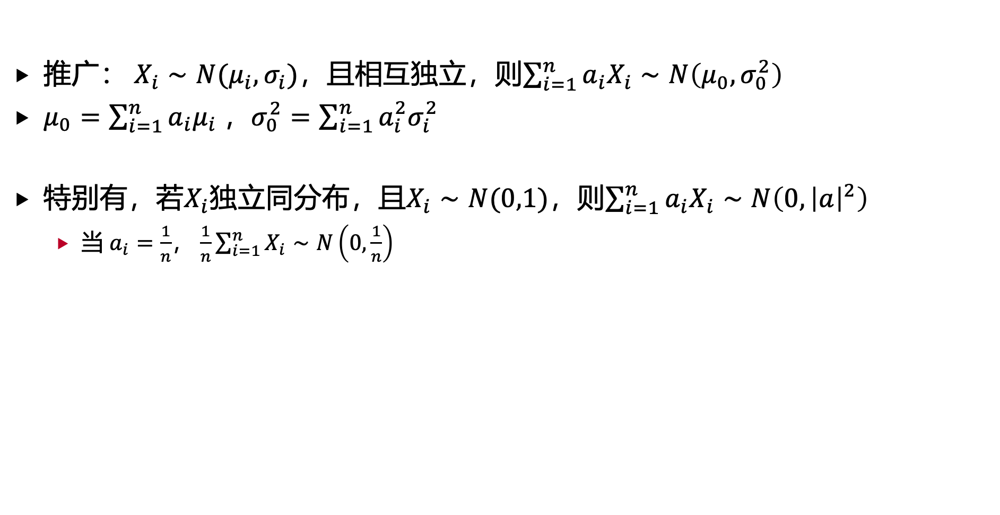 ▶ 推广： $X_i \sim N(\mu_i, \sigma_i)$，且相互独立，则$\sum_{i=1}^{n} a_i X_i \sim N(\mu_0, \sigma_0^2)$
▶ $\mu_0 = \sum_{i=1}^{n} a_i \mu_i$ ，$\sigma_0^2 = \sum_{i=1}^{n} a_i^2 \sigma_i^2$
▶ 特别有，若$X_i$独立同分布，且$X_i \sim N(0,1)$，则$\sum_{i=1}^{n} a_i X_i \sim N(0, |a|^2)$
▶ 当 $a_i = \frac{1}{n}$， $\frac{1}{n}\sum_{i=1}^{n} X_i \sim N\left(0, \frac{1}{n}\right)$